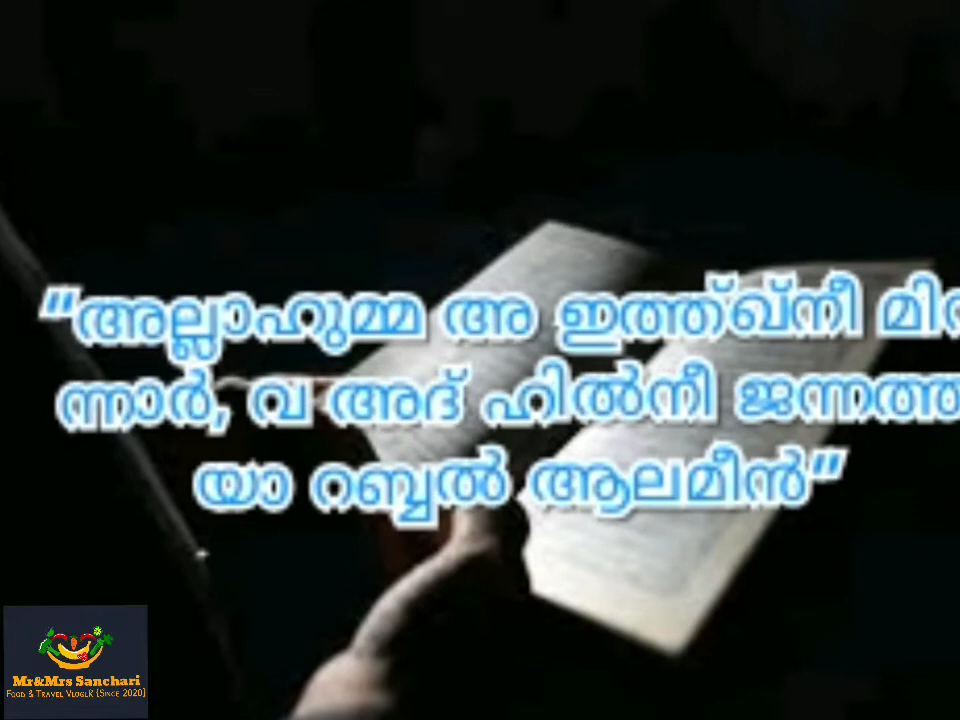 “അല്ലാഹുമ്മ അ ഇത്ത്ഖ്നീ
ന്നാർ, വ അദ് ഹിൽനീ
യാ റബ്ബൽ ആലമീൻ”
Mr&Mrs Sanchari
Food & Travel VlogeR [Since 2020]